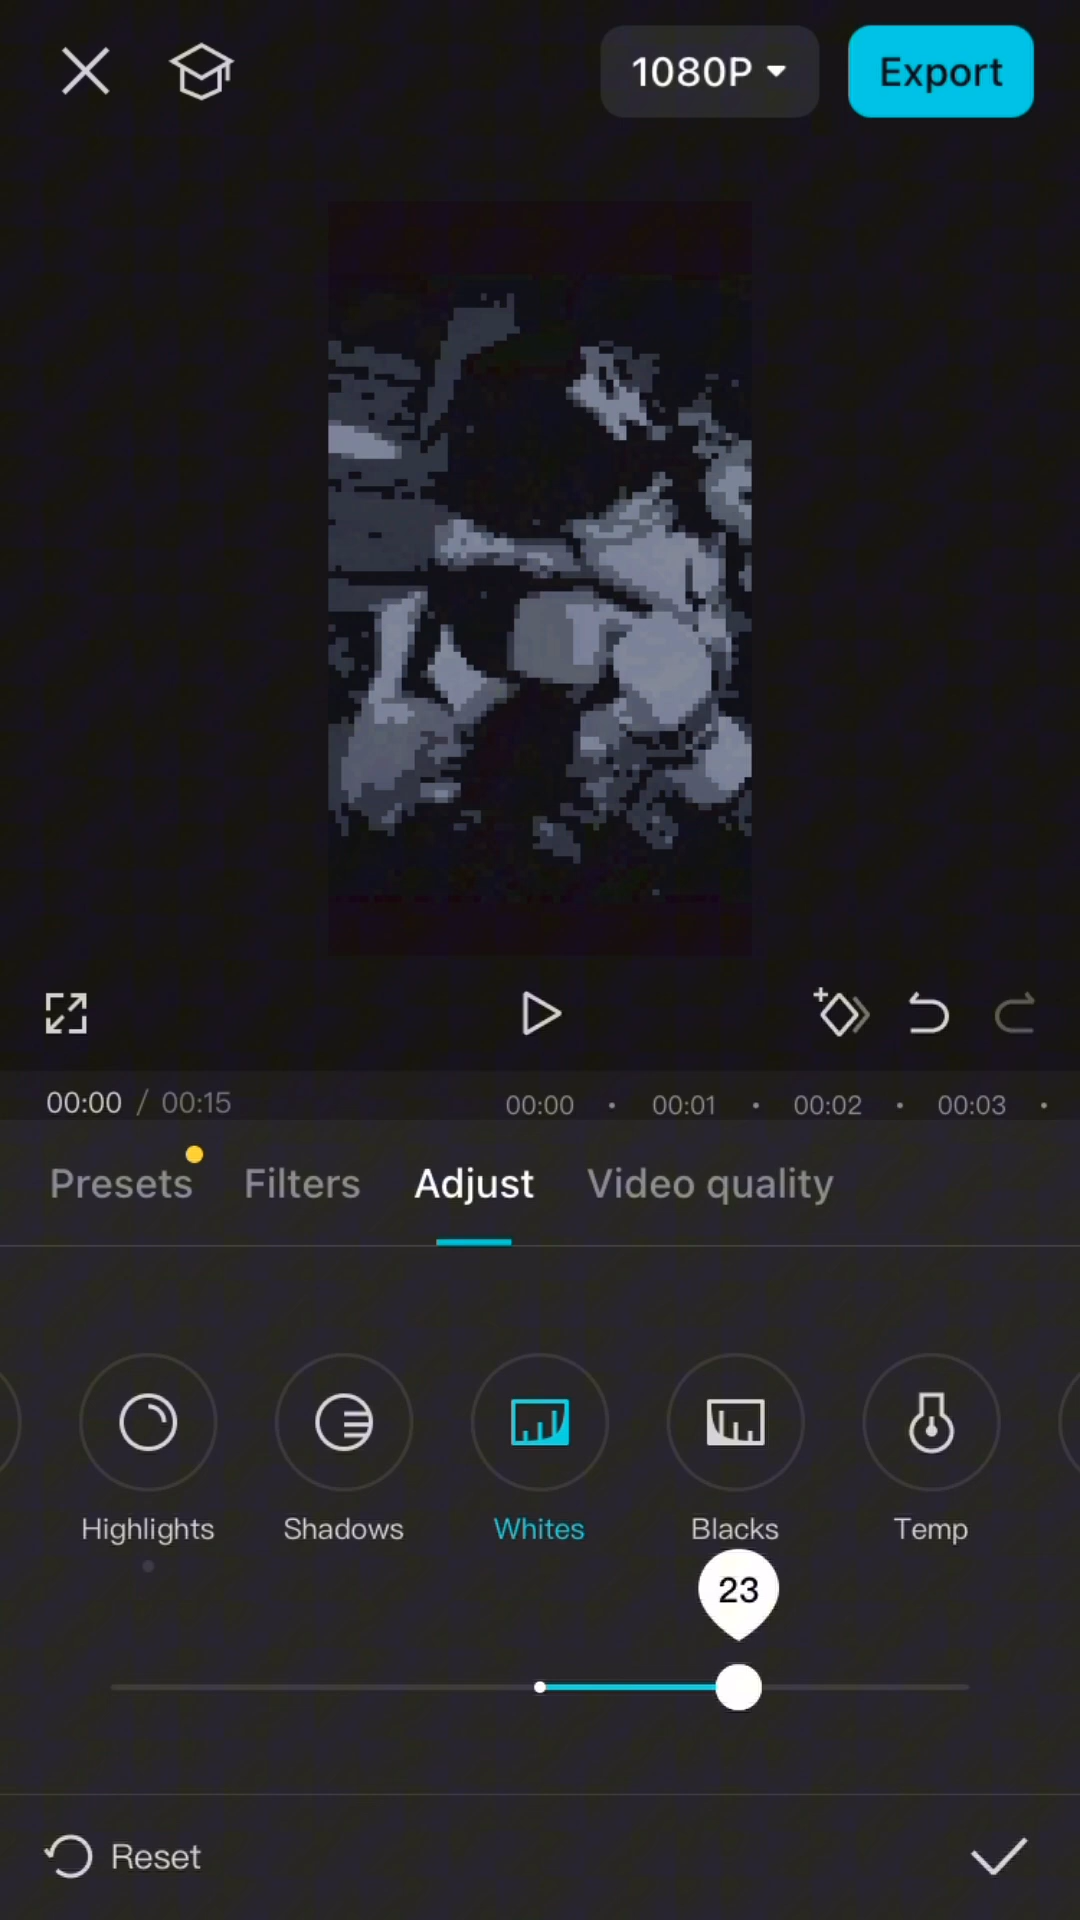 1080P
Export
00:00 / 00:15
00:00 • 00:01 • 00:02 • 00:03 •
Presets Filters Adjust Video quality
Highlights Shadows Whites Blacks Temp
23
Reset